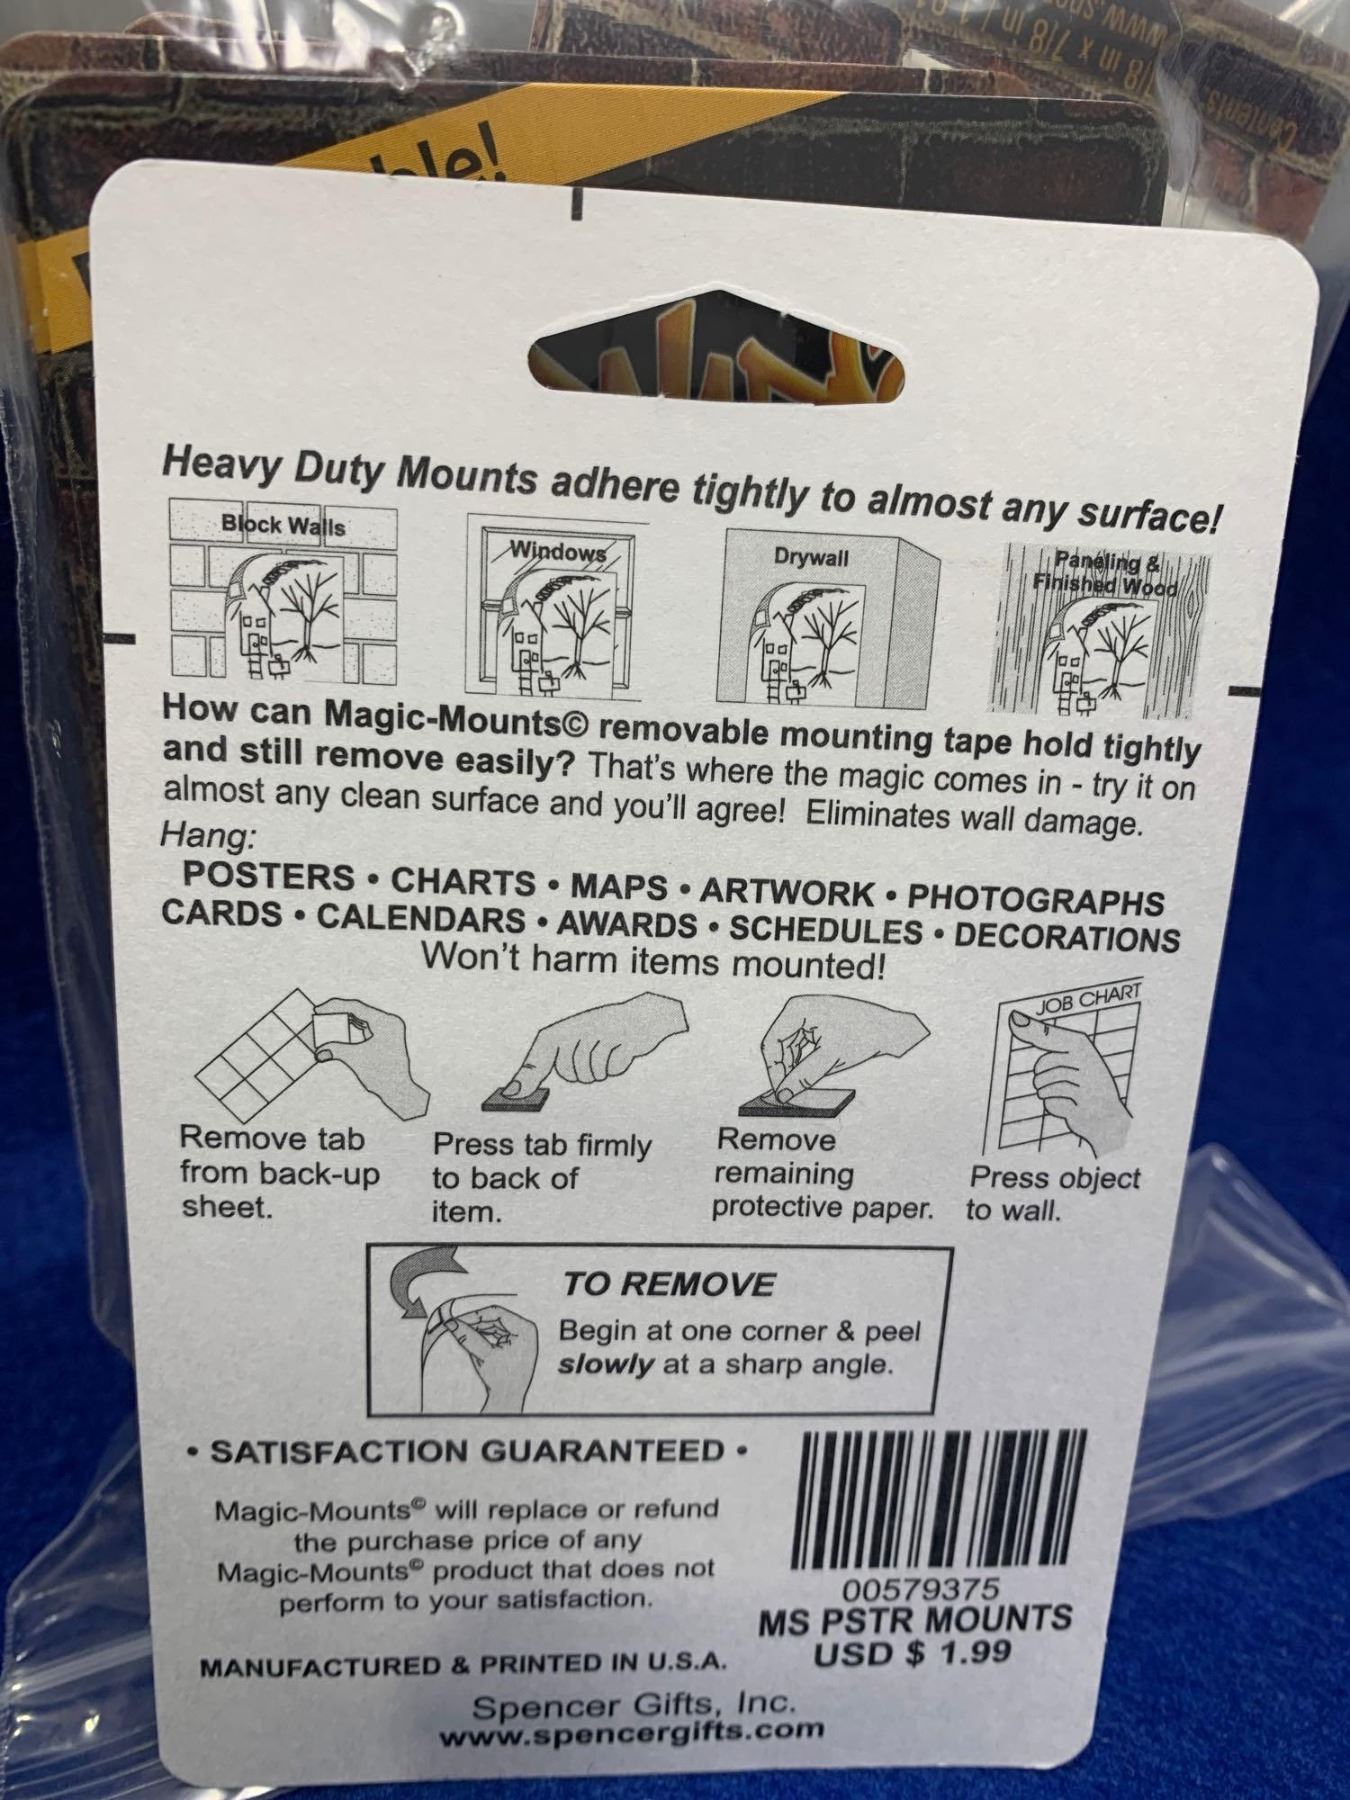 ble!
Contents
Heavy Duty Mounts adhere tightly to almost any surface!
Block Walls
Windows
Drywall
Paneling &
Finished Wood
How can Magic-Mounts© removable mounting tape hold tightly
and still remove easily? That's where the magic comes in - try it on
almost any clean surface and you'll agree! Eliminates wall damage.
Hang:
POSTERS • CHARTS • MAPS • ARTWORK • PHOTOGRAPHS
CARDS • CALENDARS • AWARDS • SCHEDULES • DECORATIONS
Won't harm items mounted!
JOB CHART
Remove tab
from back-up
sheet.
Press tab firmly
to back of
item.
Remove
remaining
protective paper.
Press object
to wall.
TO REMOVE
Begin at one corner & peel
slowly at a sharp angle.
• SATISFACTION GUARANTEED •
Magic-Mounts© will replace or refund
the purchase price of any
Magic-Mounts© product that does not
perform to your satisfaction.
MANUFACTURED & PRINTED IN U.S.A.
00579375
MS PSTR MOUNTS
USD $ 1.99
Spencer Gifts, Inc.
www.spencergifts.com